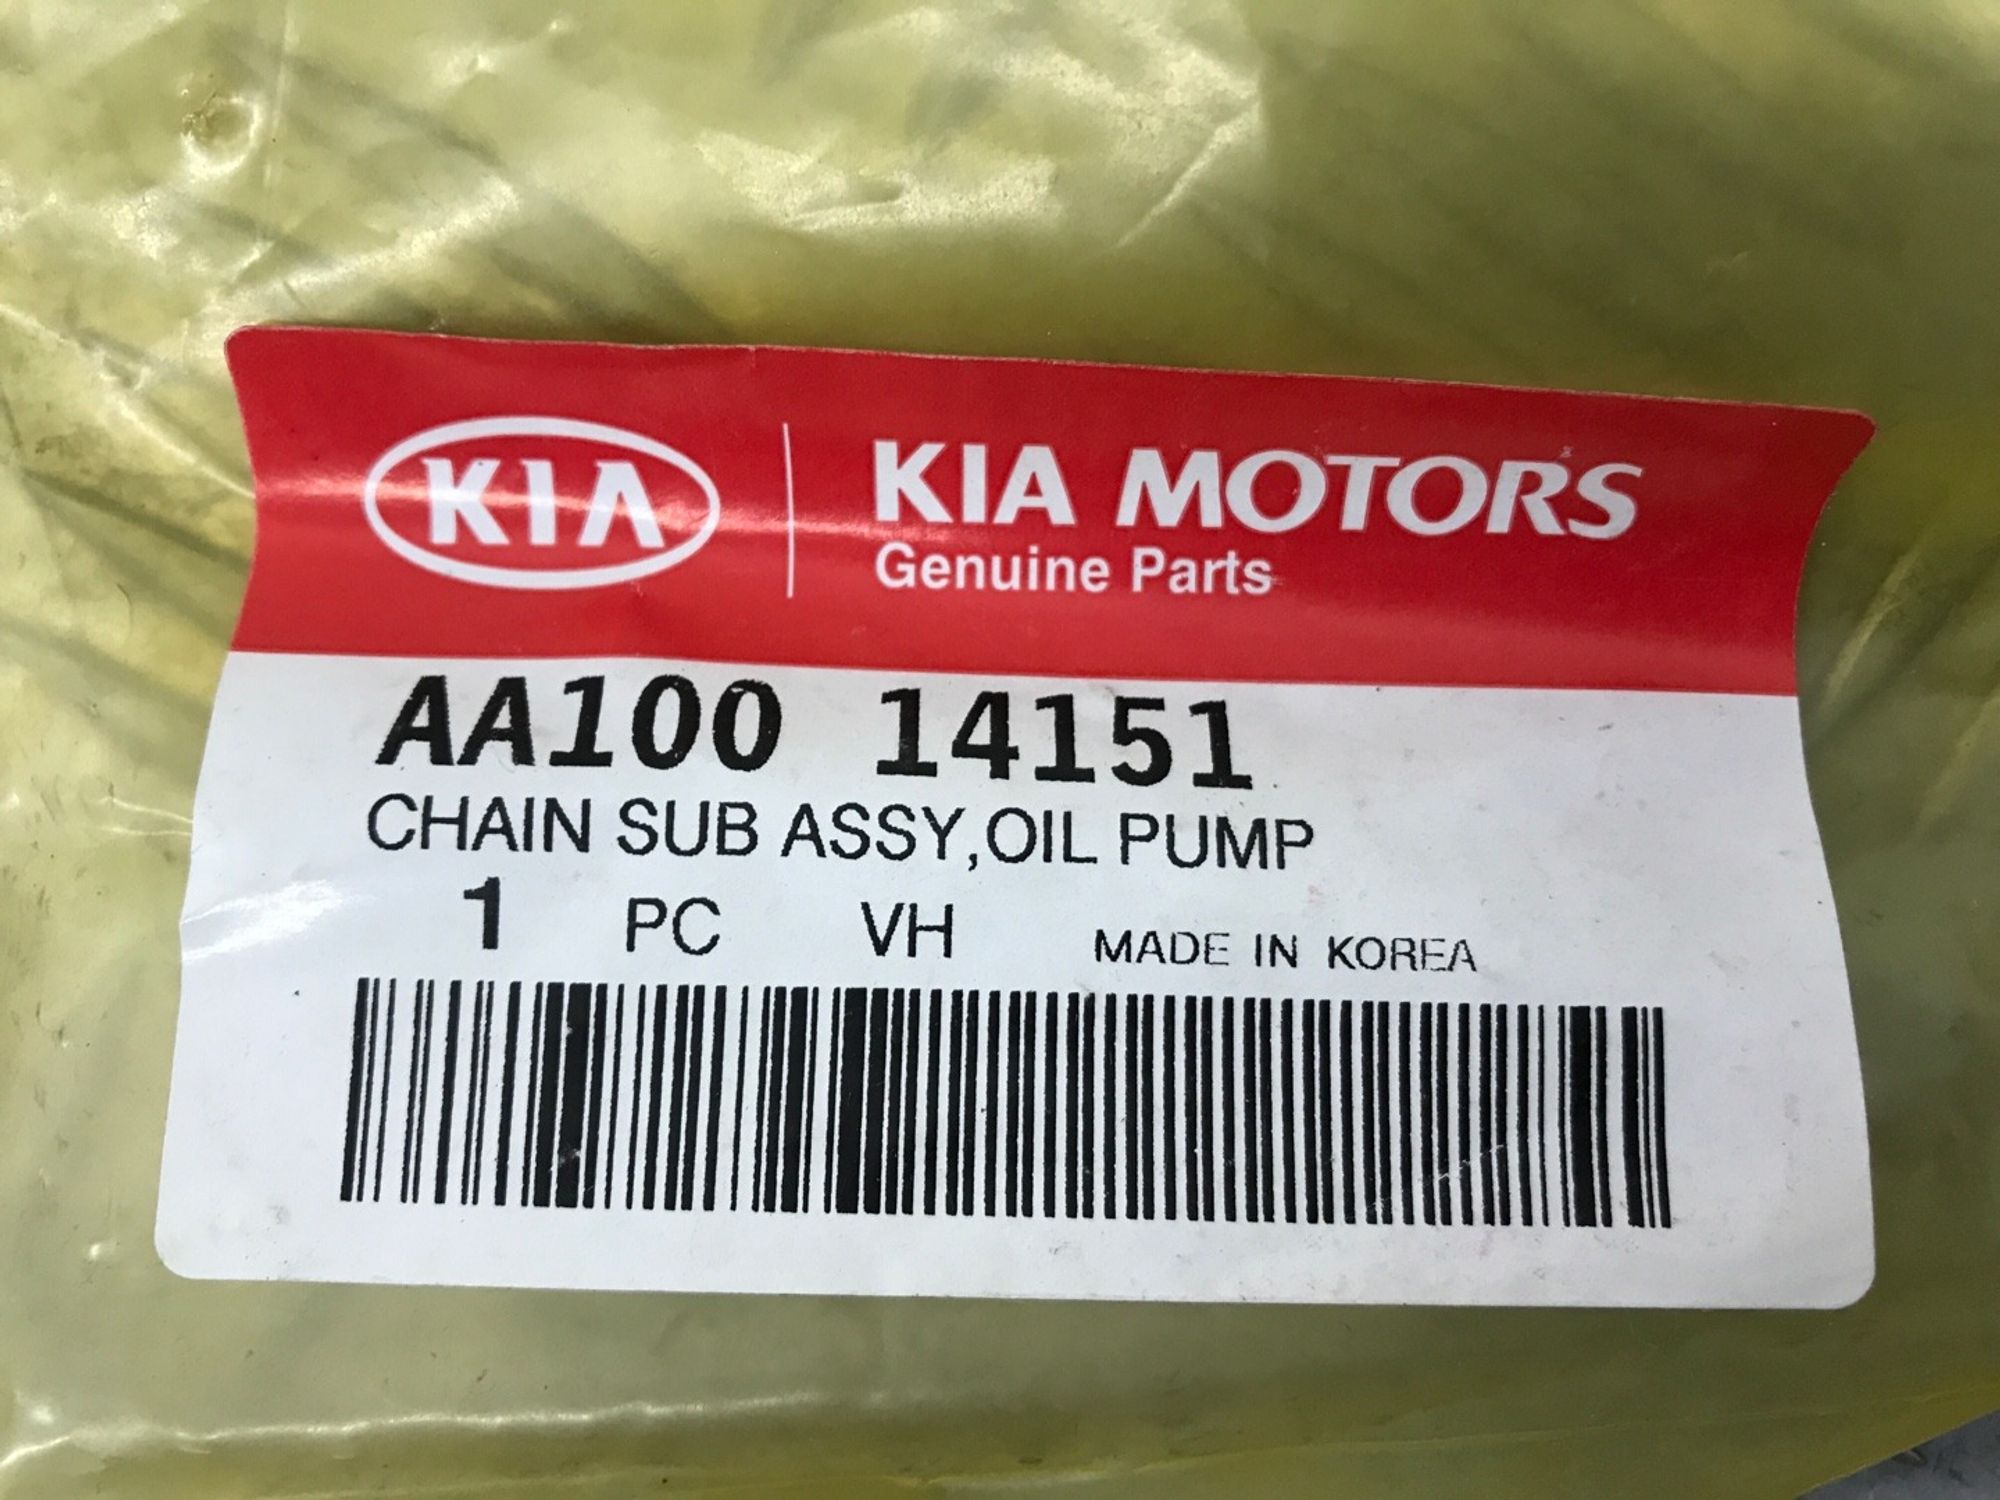 KIA
KIA MOTORS
Genuine Parts
AA100 14151
CHAIN SUB ASSY,OIL PUMP
1 PC VH MADE IN KOREA